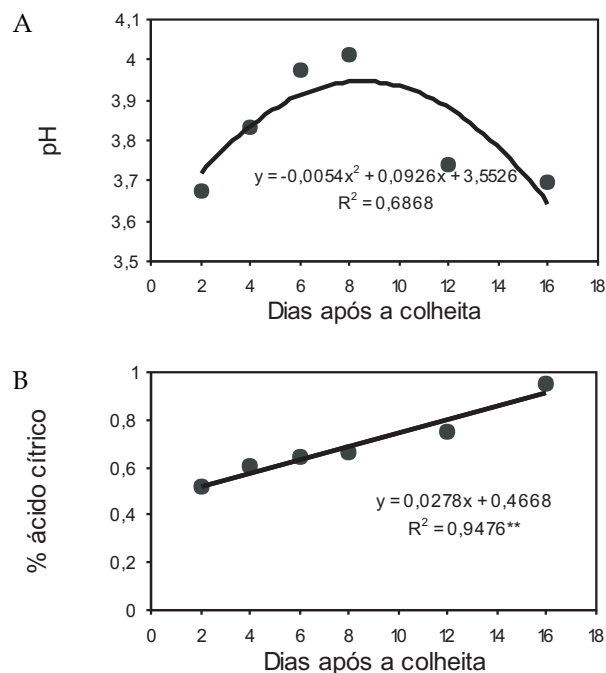 A
4,1
4
3,9
3,8
3,7
3,6
3,5
pH
y = -0,0054x² + 0,0926x + 3,5526
R² = 0,6868
0 2 4 6 8 10 12 14 16 18
Dias após a colheita
B
1
0,8
0,6
0,4
0,2
0
% ácido cítrico
y = 0,0278x + 0,4668
R² = 0,9476**
0 2 4 6 8 10 12 14 16 18
Dias após a colheita